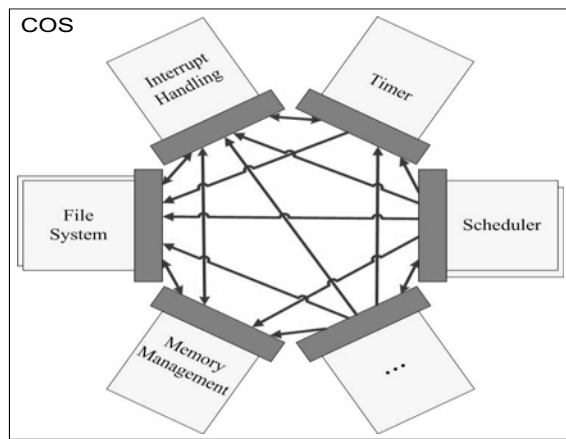 COS
Interrupt
Handling
Timer
File
System
Scheduler
Memory
Management
...